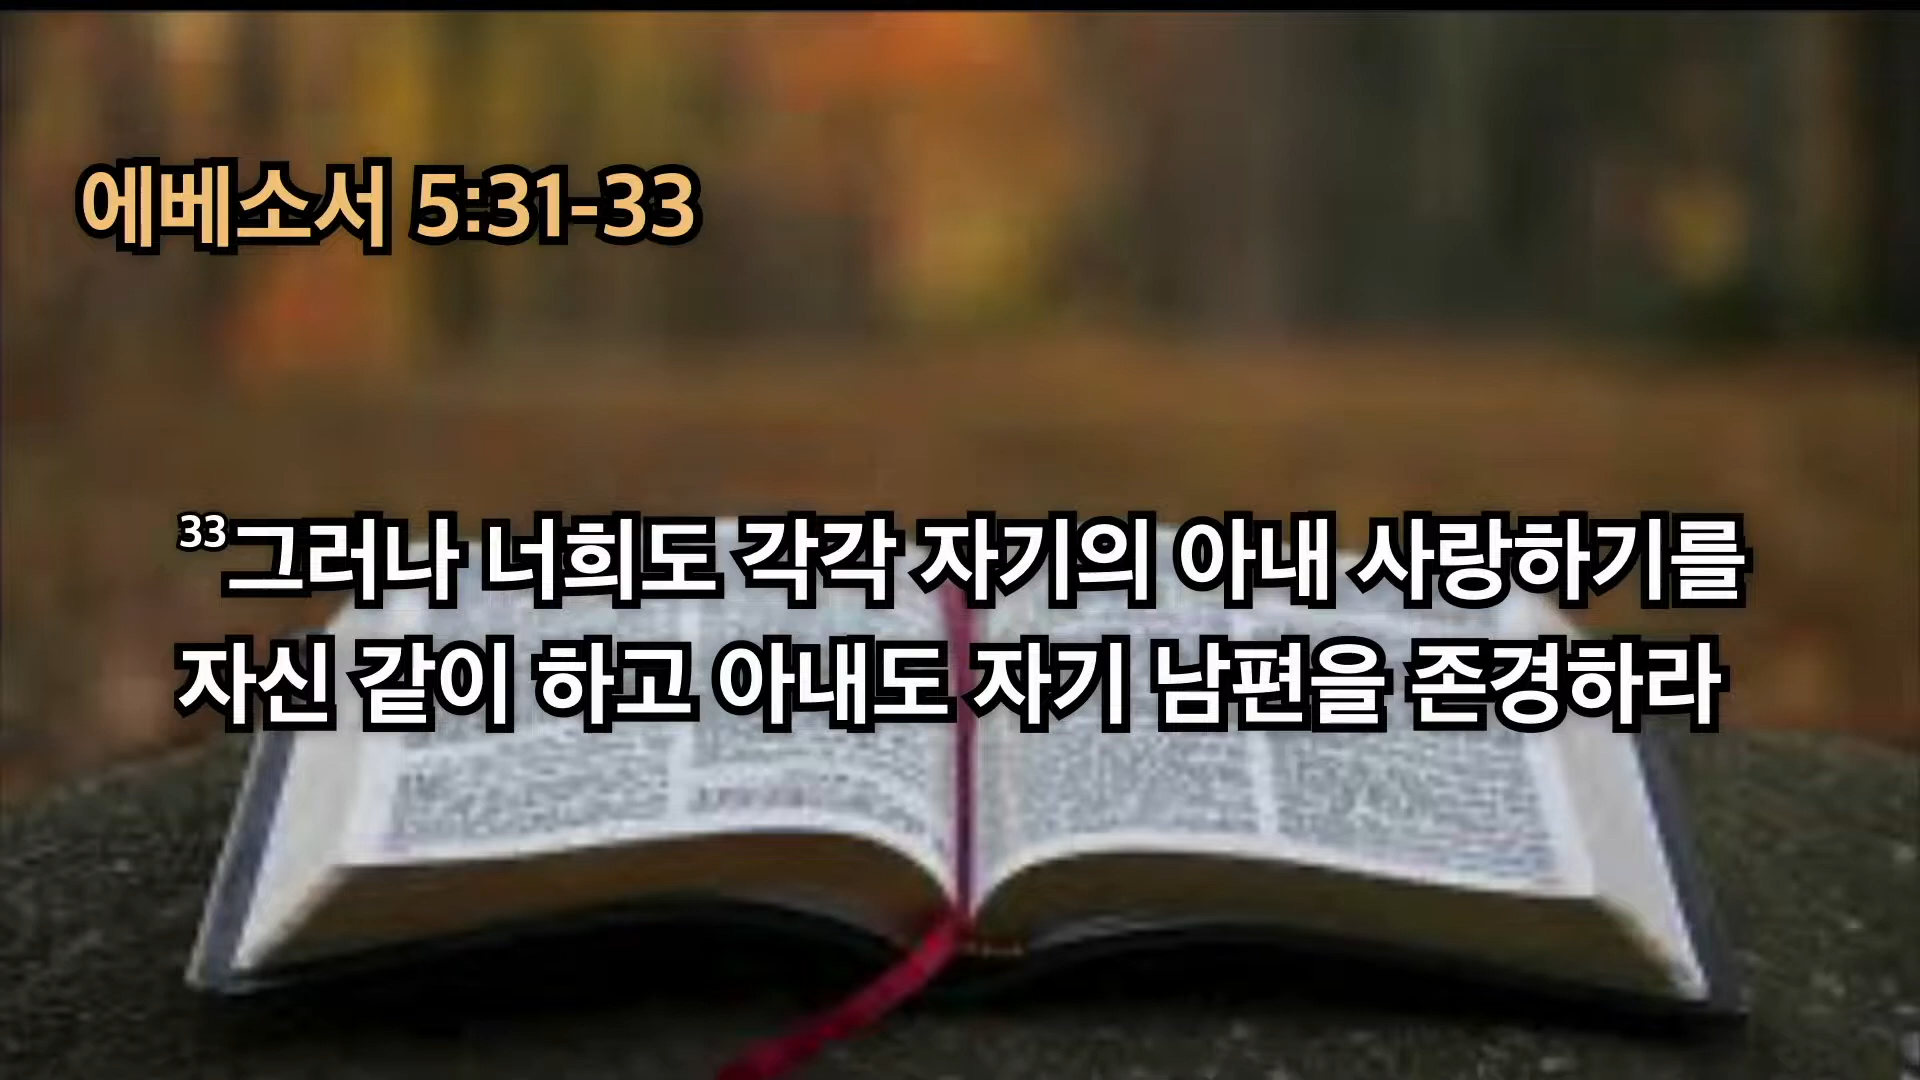 에베소서 5:31-33
33그러나 너희도 각각 자기의 아내 사랑하기를
자신 같이 하고 아내도 자기 남편을 존경하라